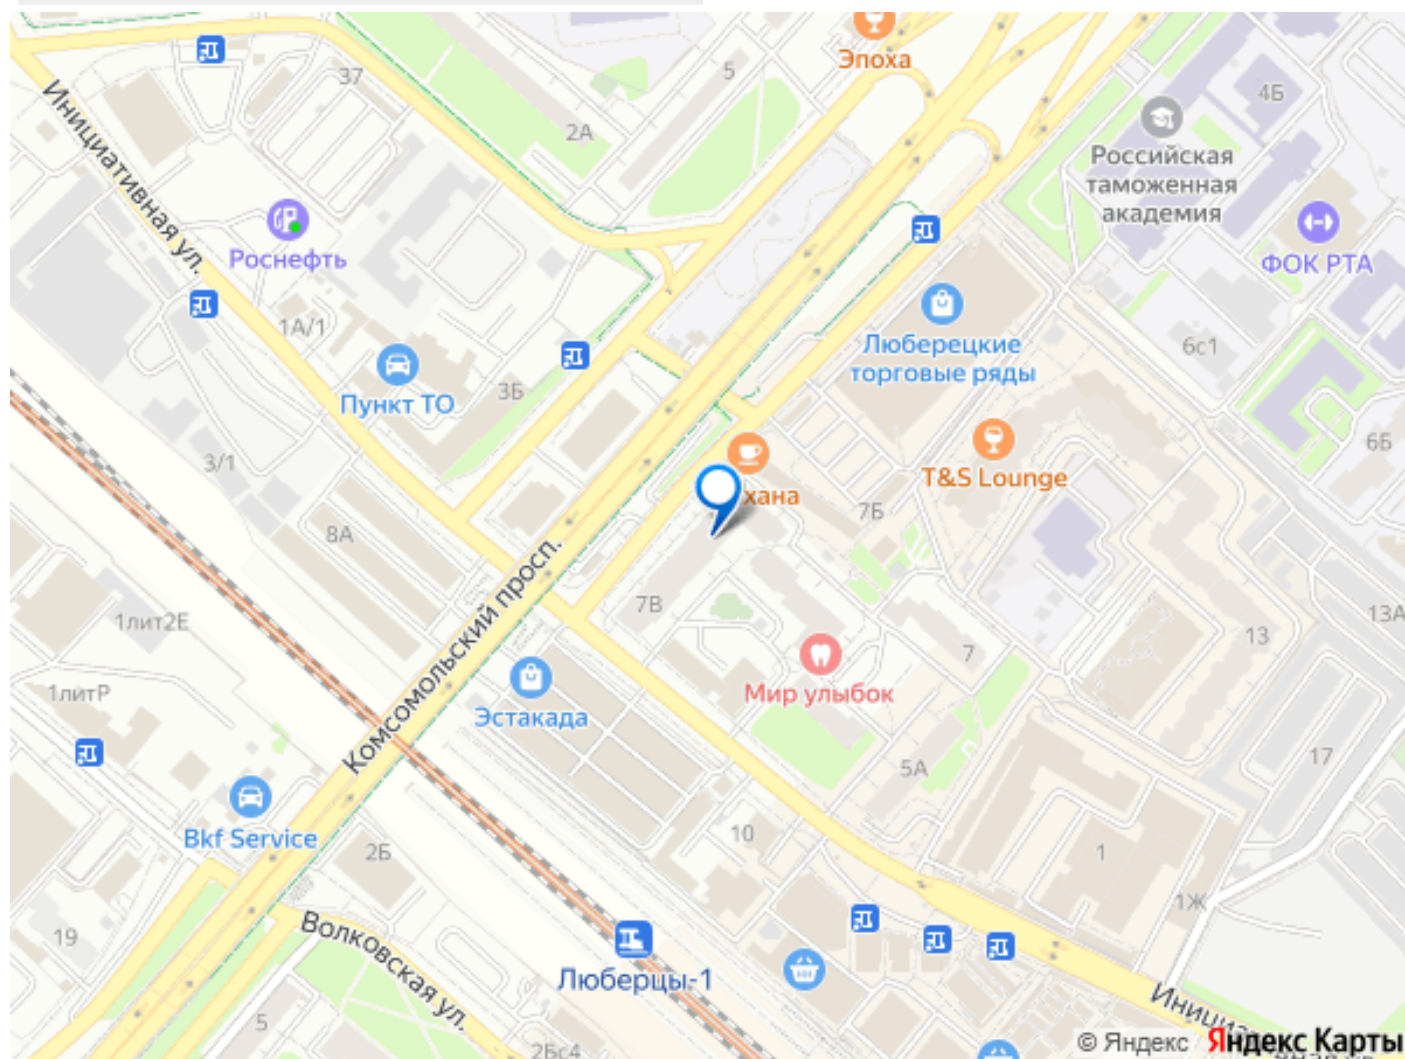 Эпоха
5
37
2А
4Б
Инициативная ул.
Российская
таможенная
академия
Роснефть
ФОК РТА
1А/1
Люберецкие
торговые ряды
6с1
Пункт ТО
3Б
6Б
3/1
T&S Lounge
хана
7Б
8А
Комсомольский просп.
7В
1лит2Е
13А
13
7
Мир улыбок
1литР
Эстакада
5А
17
Bkf Service
2Б
10
1
1Ж
19
Волковская ул.
Люберцы-1
5
2Бс4
© Яндекс Яндекс Карты